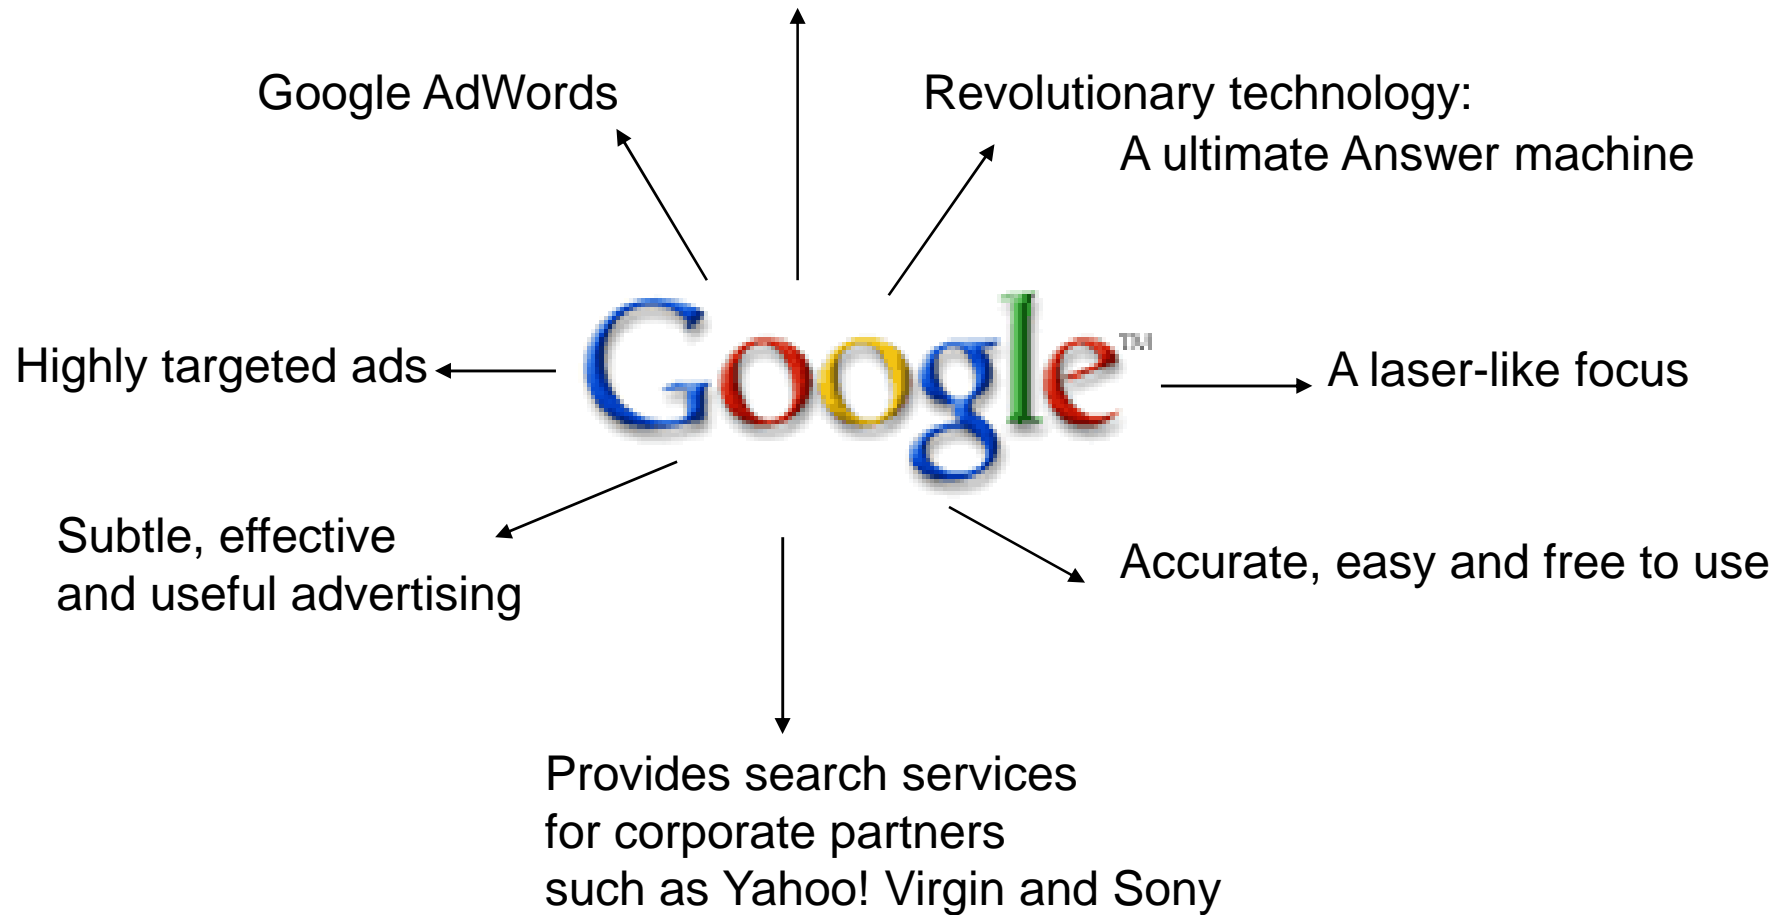 Google AdWords
Revolutionary technology:
A ultimate Answer machine
Google™
Highly targeted ads
A laser-like focus
Subtle, effective
and useful advertising
Accurate, easy and free to use
Provides search services
for corporate partners
such as Yahoo! Virgin and Sony